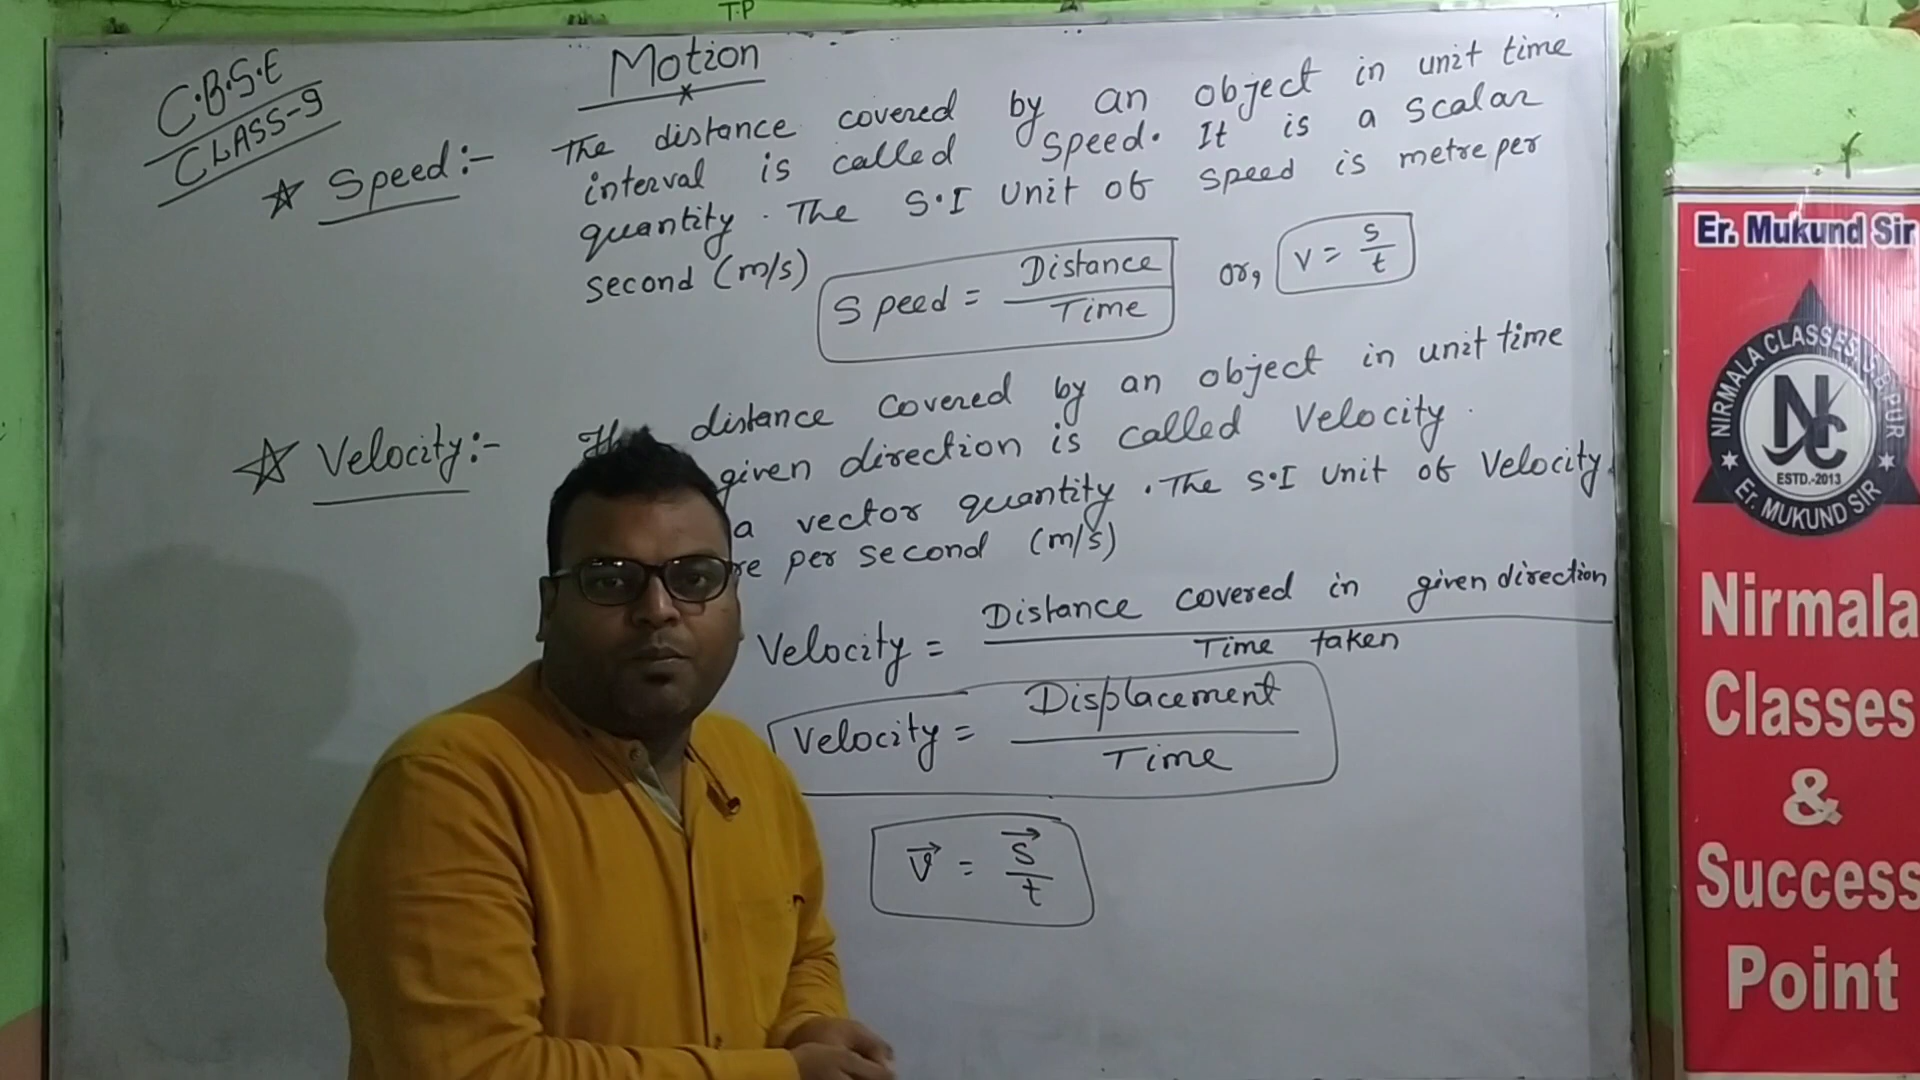 T.P
C.B.S.E
CLASS-9
Motion
☆ Speed:- The distance covered by an object in unit time
interval is called speed. It is a scalar
quantity. The S.I Unit of speed is metre per
second (m/s)
Speed = Distance / Time or, v = s / t
☆ Velocity:- distance covered by an object in unit time
given direction is called Velocity.
a vector quantity. The S.I Unit of Velocity
per second (m/s)
Velocity = Distance covered in given direction / Time taken
Velocity = Displacement / Time
v⃗ = s⃗ / t
Er. Mukund Sir
NIRMALA CLASSES, S.BPUR
NC
ESTD.-2013
Er. MUKUND SIR
Nirmala
Classes
&
Success
Point